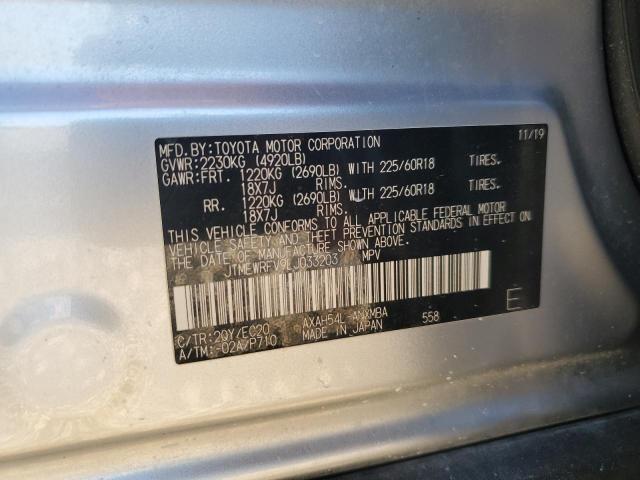 MFD.BY:TOYOTA MOTOR CORPORATION 11/19
GVWR:2230KG (4920LB)
GAWR:FRT. 1220KG (2690LB) WITH 225/60R18 TIRES.
18X7J RIMS.
RR. 1220KG (2690LB) WITH 225/60R18 TIRES.
18X7J RIMS.
THIS VEHICLE CONFORMS TO ALL APPLICABLE FEDERAL MOTOR
VEHICLE SAFETY AND THEFT PREVENTION STANDARDS IN EFFECT ON
THE DATE OF MANUFACTURE SHOWN ABOVE.
JTMEWRFV9LJ033203 MPV
C/TR:2QY/EC20 AXAH54L-ANXMBA 558 E
A/TM:-02A/P710 MADE IN JAPAN